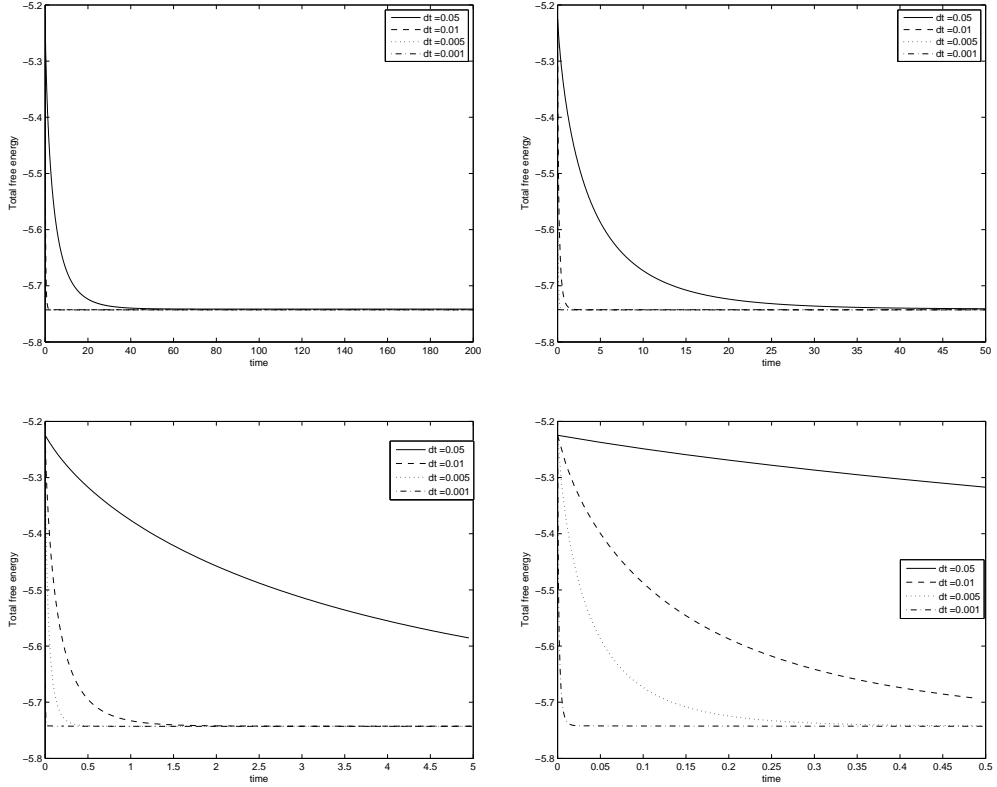 −5.2
−5.3
−5.4
−5.5
−5.6
−5.7
−5.8
Total free energy
0 20 40 60 80 100 120 140 160 180 200
time
dt =0.05
dt =0.01
dt =0.005
dt =0.001
−5.2
−5.3
−5.4
−5.5
−5.6
−5.7
−5.8
Total free energy
0 5 10 15 20 25 30 35 40 45 50
time
dt =0.05
dt =0.01
dt =0.005
dt =0.001
−5.2
−5.3
−5.4
−5.5
−5.6
−5.7
−5.8
Total free energy
0 0.5 1 1.5 2 2.5 3 3.5 4 4.5 5
time
dt =0.05
dt =0.01
dt =0.005
dt =0.001
−5.2
−5.3
−5.4
−5.5
−5.6
−5.7
−5.8
Total free energy
0 0.05 0.1 0.15 0.2 0.25 0.3 0.35 0.4 0.45 0.5
time
dt =0.05
dt =0.01
dt =0.005
dt =0.001